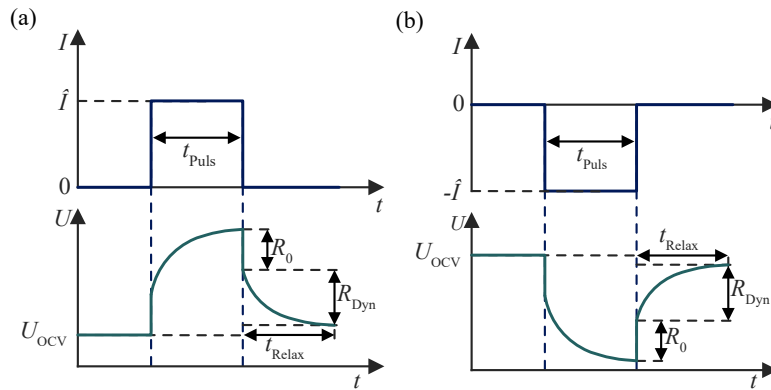 (a)
I
Î
t_Puls
0
t
U
R_0
R_Dyn
U_OCV
t_Relax
t
(b)
I
0
t
t_Puls
-Î
U
U_OCV
t_Relax
R_Dyn
R_0
t